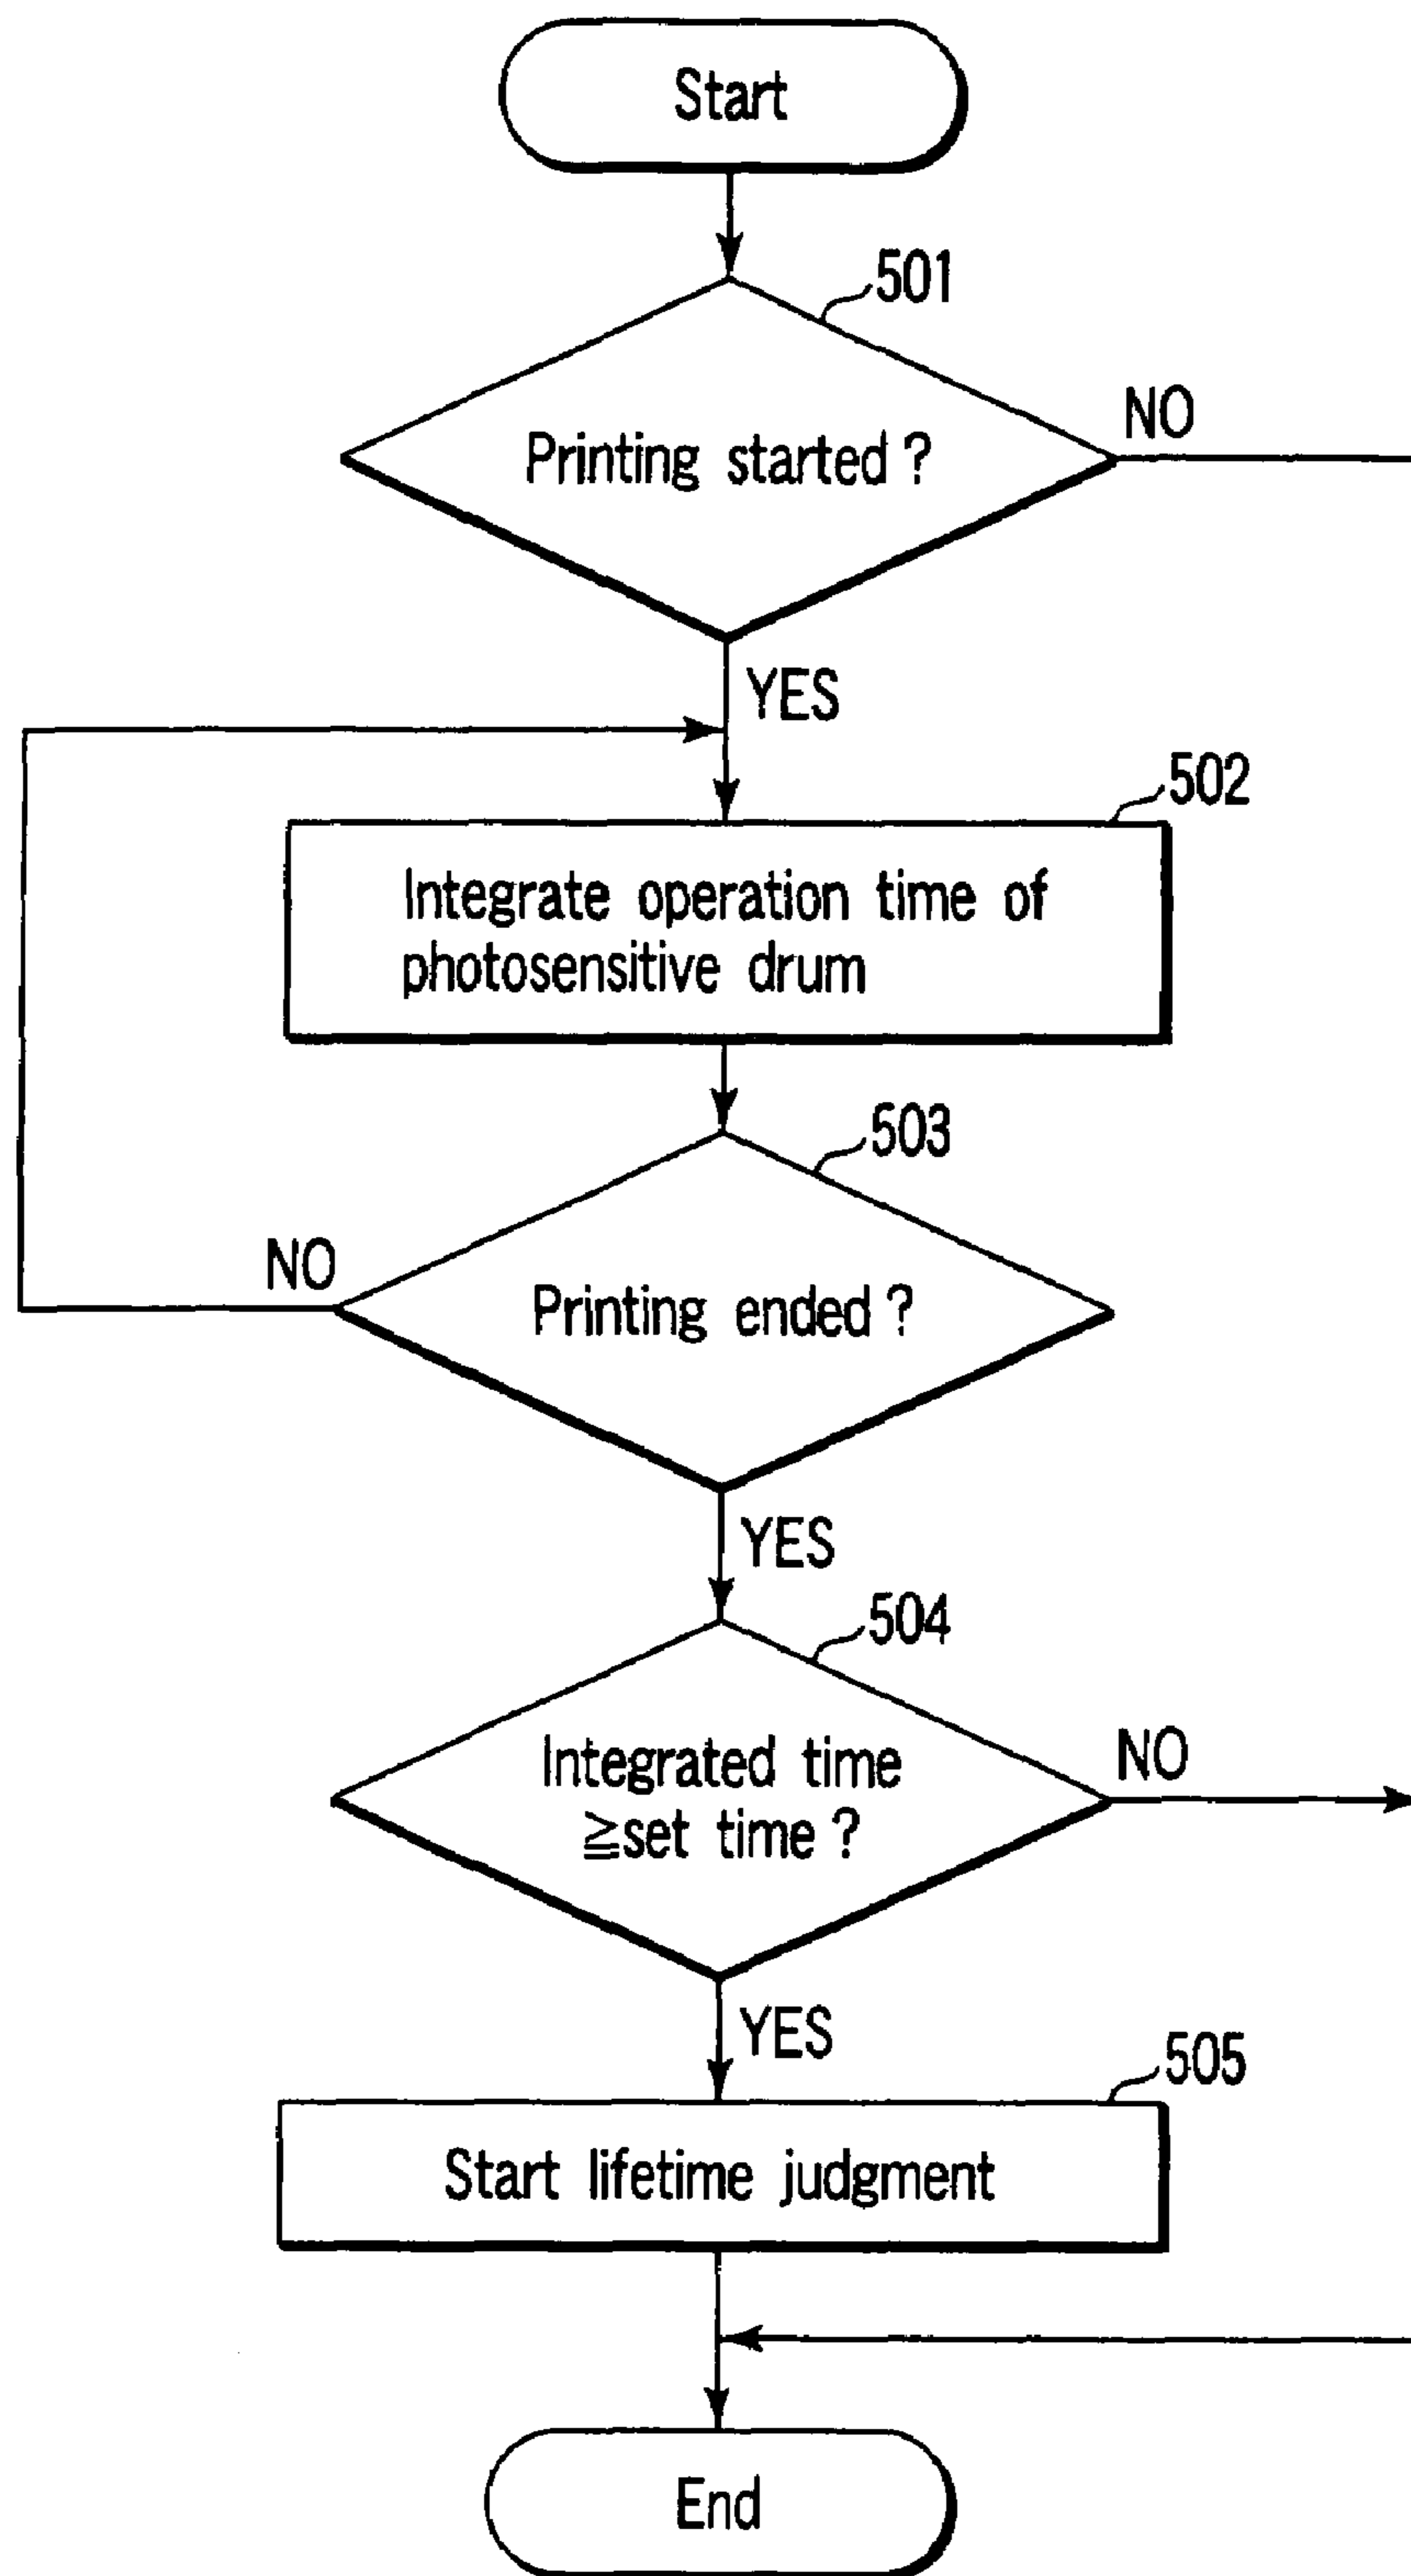 Start
501
Printing started ?
NO
YES
502
Integrate operation time of
photosensitive drum
503
NO
Printing ended ?
YES
504
Integrated time
≧set time ?
NO
YES
505
Start lifetime judgment
End